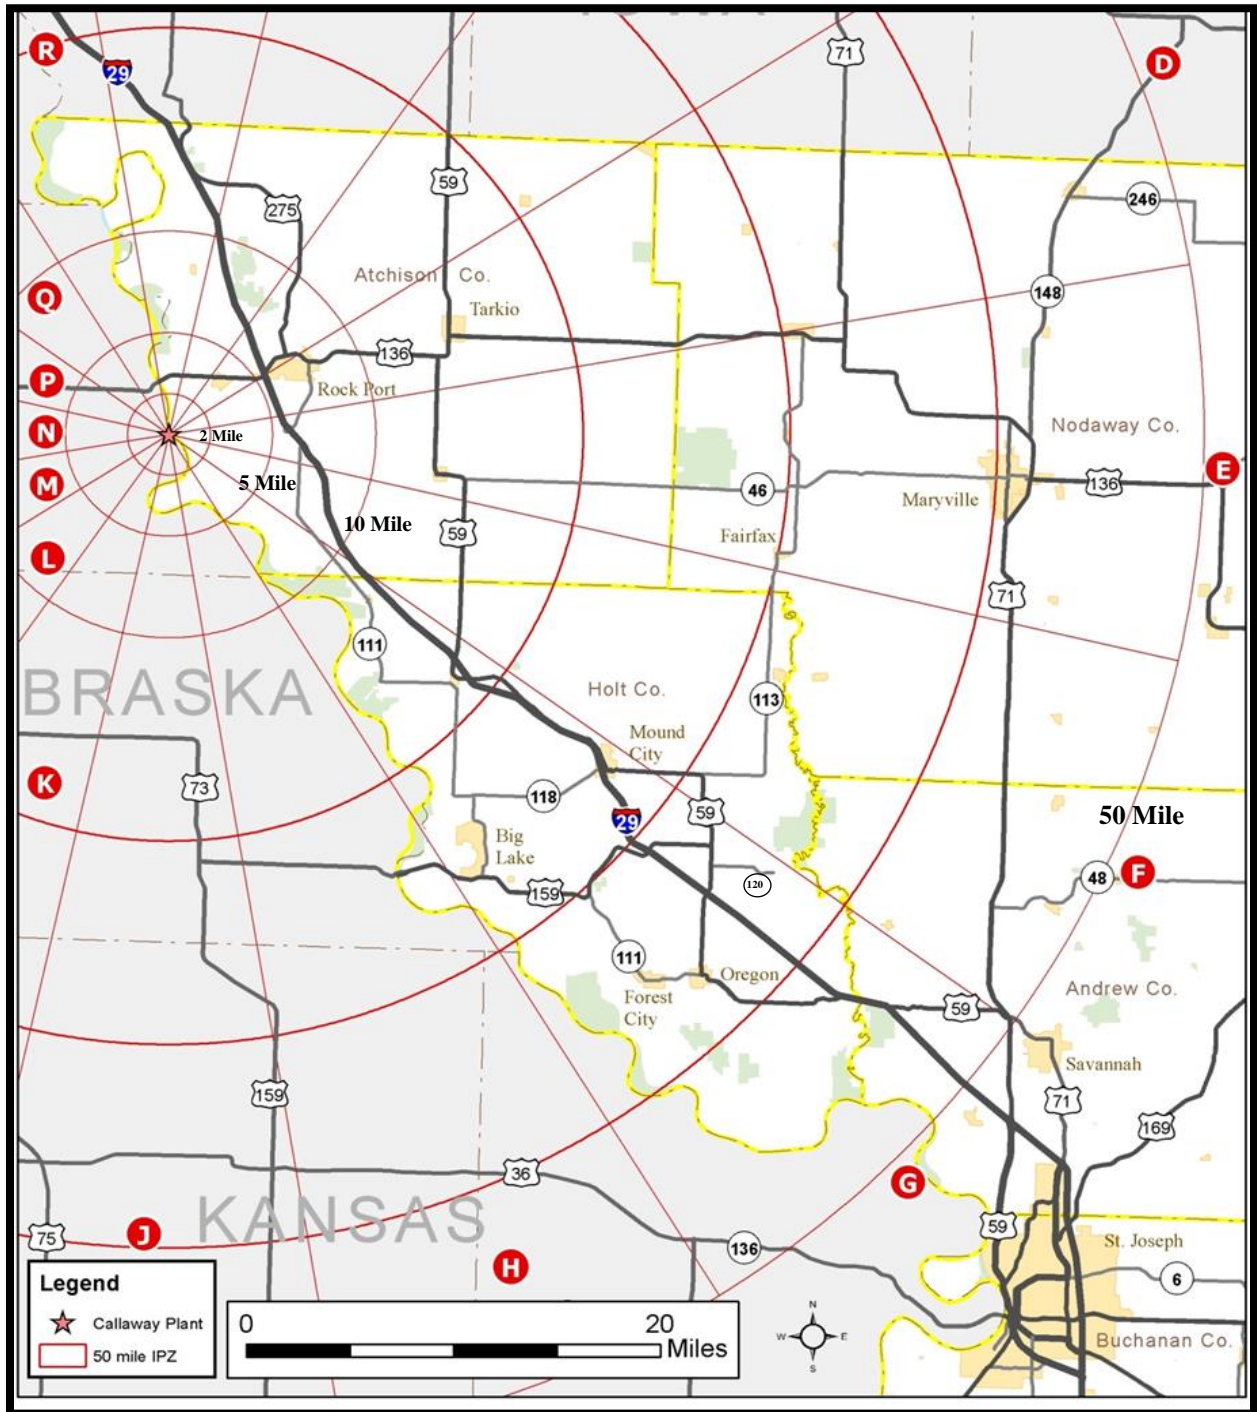 R
29
71
D
59
275
246
Atchison Co.
Q
148
Tarkio
136
P
Rock Port
Nodaway Co.
N
2 Mile
E
M
5 Mile
46
136
Maryville
10 Mile
59
Fairfax
L
71
111
BRASKA
Holt Co.
113
Mound
City
K
73
118
59
50 Mile
29
Big
Lake
48
F
120
159
111
Oregon
Forest
City
Andrew Co.
59
Savannah
159
71
169
36
G
KANSAS
59
J
75
136
St. Joseph
H
6
Legend
Callaway Plant
50 mile IPZ
0
20
Miles
N
W
E
S
Buchanan Co.